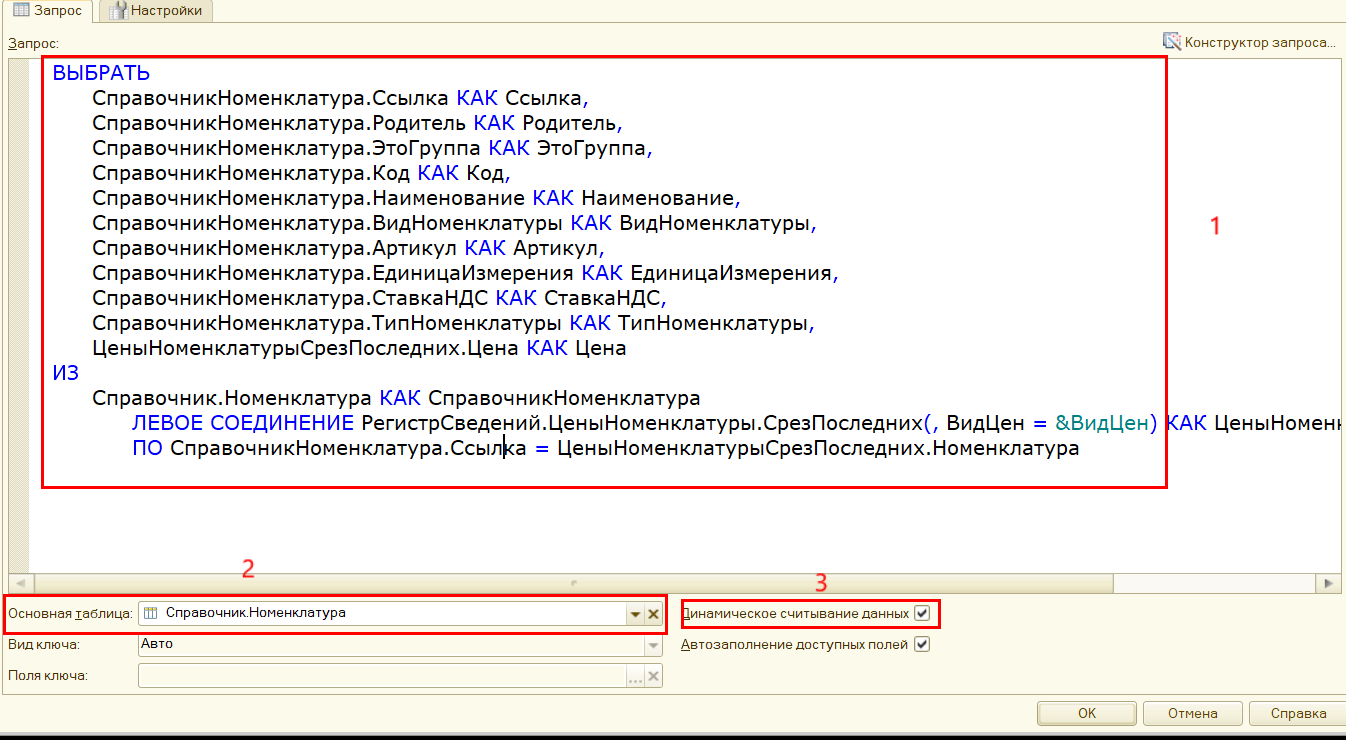 Запрос Настройки
Запрос: Конструктор запроса...
ВЫБРАТЬ
СправочникНоменклатура.Ссылка КАК Ссылка,
СправочникНоменклатура.Родитель КАК Родитель,
СправочникНоменклатура.ЭтоГруппа КАК ЭтоГруппа,
СправочникНоменклатура.Код КАК Код,
СправочникНоменклатура.Наименование КАК Наименование,
СправочникНоменклатура.ВидНоменклатуры КАК ВидНоменклатуры,
1
СправочникНоменклатура.Артикул КАК Артикул,
СправочникНоменклатура.ЕдиницаИзмерения КАК ЕдиницаИзмерения,
СправочникНоменклатура.СтавкаНДС КАК СтавкаНДС,
СправочникНоменклатура.ТипНоменклатуры КАК ТипНоменклатуры,
ЦеныНоменклатурыСрезПоследних.Цена КАК Цена
ИЗ
Справочник.Номенклатура КАК СправочникНоменклатура
ЛЕВОЕ СОЕДИНЕНИЕ РегистрСведений.ЦеныНоменклатуры.СрезПоследних(, ВидЦен = &ВидЦен) КАК ЦеныНоменк
ПО СправочникНоменклатура.Ссылка = ЦеныНоменклатурыСрезПоследних.Номенклатура
2 3
Основная таблица: Справочник.Номенклатура Динамическое считывание данных
Вид ключа: Авто Автозаполнение доступных полей
Поля ключа: ...
ОК Отмена Справка